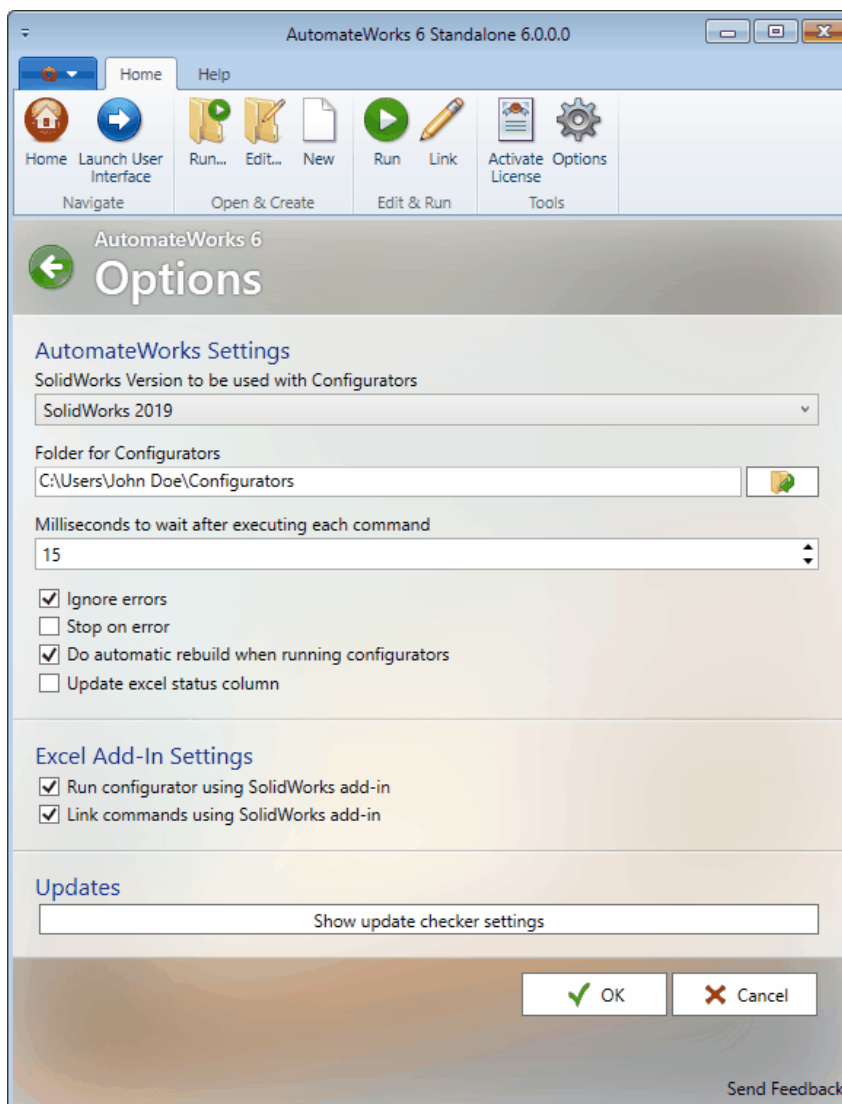 AutomateWorks 6 Standalone 6.0.0.0
Home Help
Home Launch User Interface Run... Edit... New Run Link Activate License Options
Navigate Open & Create Edit & Run Tools
AutomateWorks 6
Options
AutomateWorks Settings
SolidWorks Version to be used with Configurators
SolidWorks 2019
Folder for Configurators
C:\Users\John Doe\Configurators
Milliseconds to wait after executing each command
15
Ignore errors
Stop on error
Do automatic rebuild when running configurators
Update excel status column
Excel Add-In Settings
Run configurator using SolidWorks add-in
Link commands using SolidWorks add-in
Updates
Show update checker settings
OK Cancel
Send Feedback